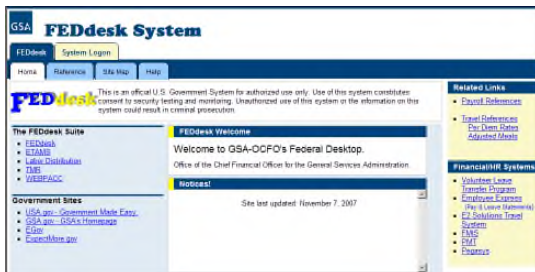 GSA
FEDdesk System
FEDdesk
System Logon
Home
Reference
Site Map
Help
FEDdesk
This is an official U.S. Government System for authorized use only. Use of this system constitutes
consent to security testing and monitoring. Unauthorized use of this system or the information on this
system could result in criminal prosecution.
The FEDdesk Suite
FEDdesk
ETAMS
Labor Distribution
TMR
WEBPACC
Government Sites
USA.gov - Government Made Easy.
GSA.gov - GSA's Homepage
EGov
ExpectMore.gov
FEDdesk Welcome
Welcome to GSA-OCFO's Federal Desktop.
Office of the Chief Financial Officer for the General Services Administration.
Notices!
Site last updated: November 7, 2007
Related Links
Payroll References
Travel References
Per Diem Rates
Adjusted Meals
Financial/HR Systems
Volunteer Leave
Transfer Program
Employee Express
(Pay & Leave Statements)
E2 Solutions Travel
System
FMIS
PMT
Pegasys